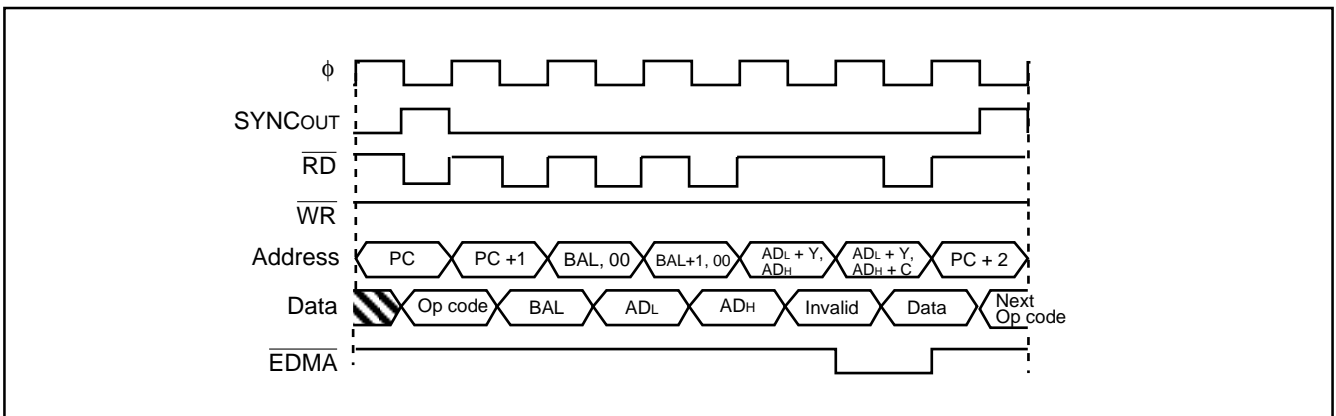 ϕ
SYNCOUT
RD
WR
Address
PC
PC +1
BAL, 00
BAL+1, 00
ADL + Y,
ADH
ADL + Y,
ADH + C
PC + 2
Data
Op code
BAL
ADL
ADH
Invalid
Data
Next
Op code
EDMA